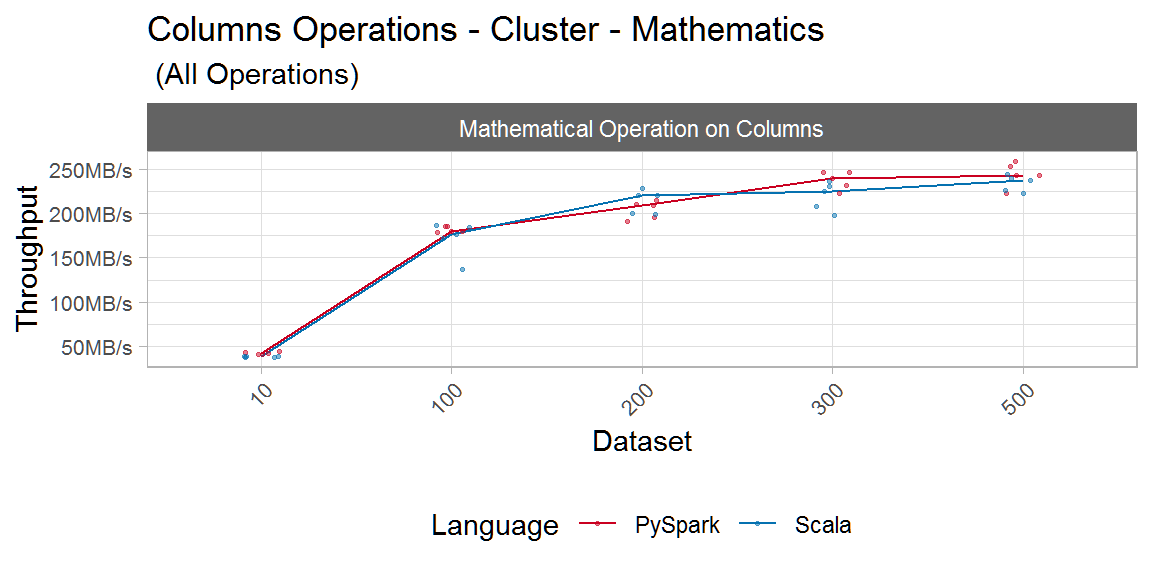 Columns Operations - Cluster - Mathematics
(All Operations)
Mathematical Operation on Columns
Throughput
250MB/s
200MB/s
150MB/s
100MB/s
50MB/s
10 100 200 300 500
Dataset
Language PySpark Scala